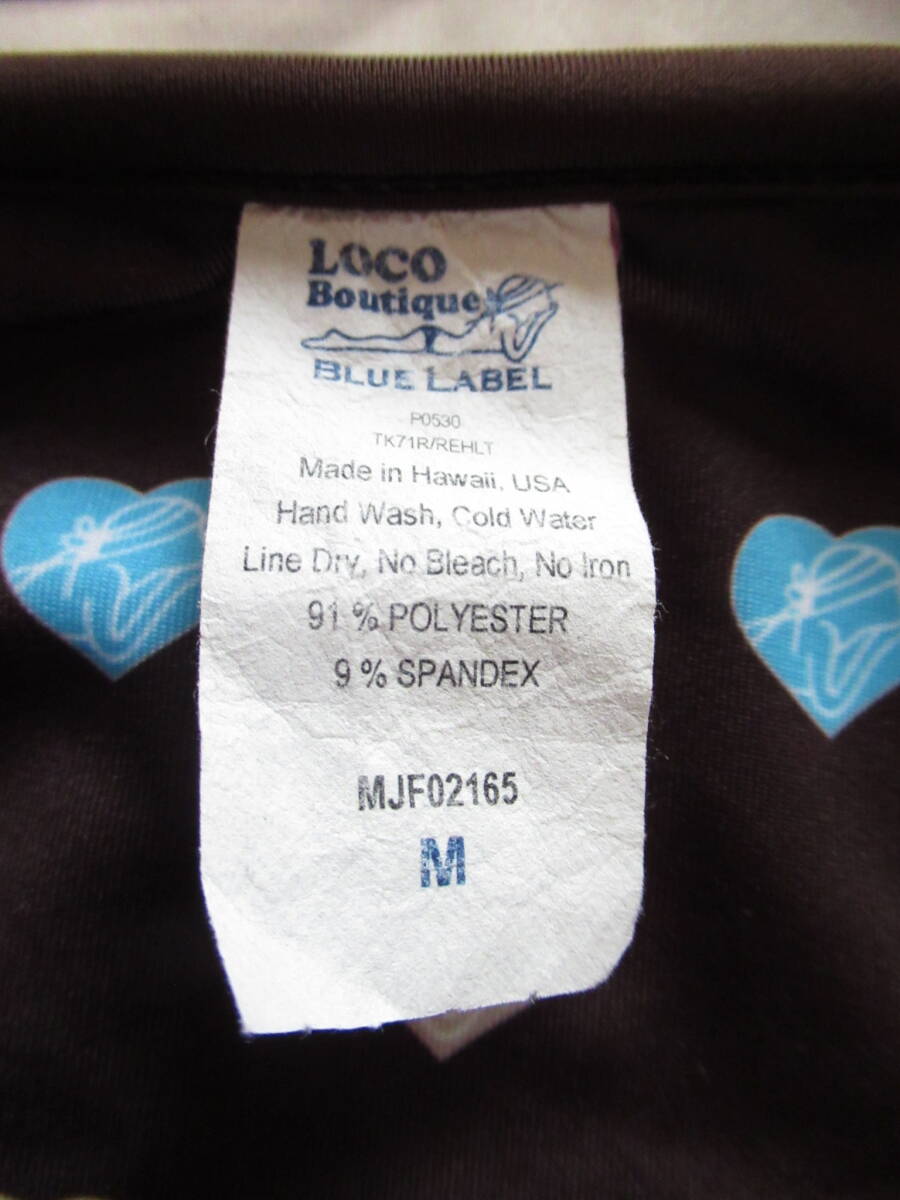 LOCO
Boutique
BLUE LABEL
P0530
TK71R/REHLT
Made in Hawaii, USA
Hand Wash, Cold Water
Line Dry, No Bleach, No Iron
91 % POLYESTER
9 % SPANDEX
MJF02165
M